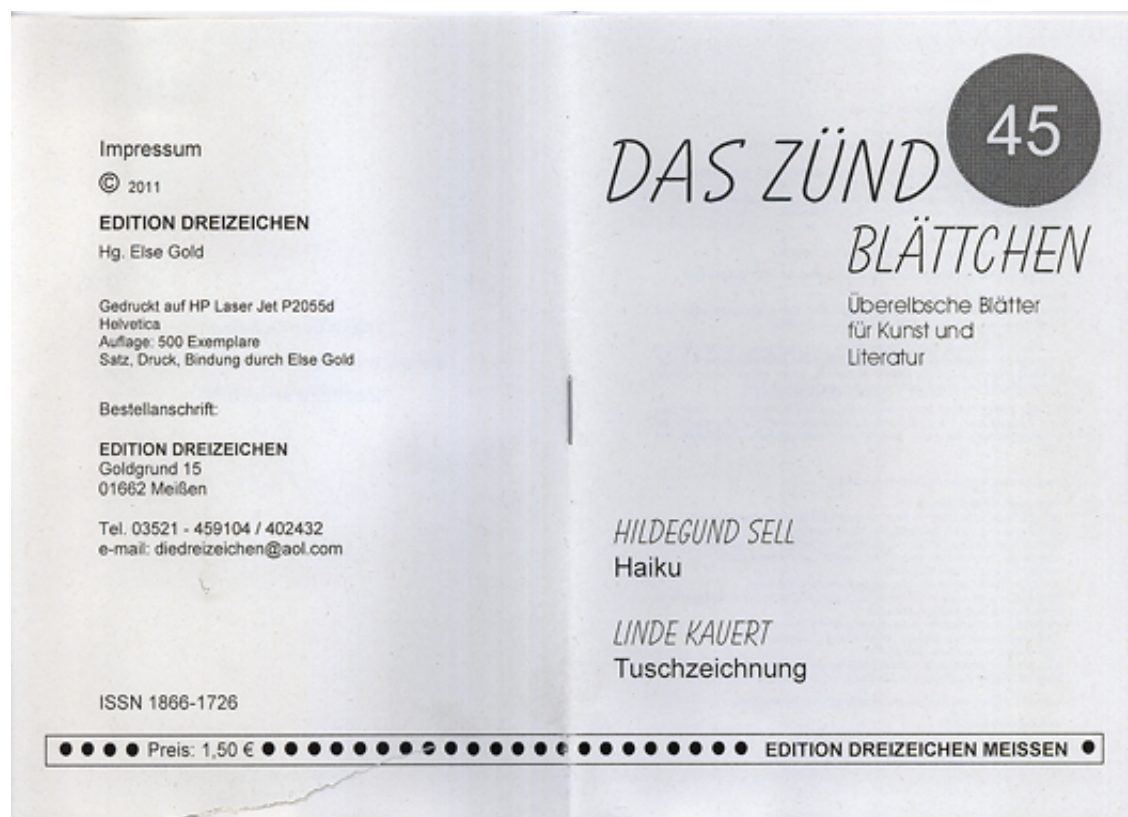 Impressum
© 2011
EDITION DREIZEICHEN
Hg. Else Gold
Gedruckt auf HP Laser Jet P2055d
Helvetica
Auflage: 500 Exemplare
Satz, Druck, Bindung durch Else Gold
Bestellanschrift:
EDITION DREIZEICHEN
Goldgrund 15
01662 Meißen
Tel. 03521 - 459104 / 402432
e-mail: diedreizeichen@aol.com
ISSN 1866-1726
Preis: 1,50 €
45
DAS ZÜND
BLÄTTCHEN
Überelbsche Blätter
für Kunst und
Literatur
HILDEGUND SELL
Haiku
LINDE KAUERT
Tuschzeichnung
EDITION DREIZEICHEN MEISSEN